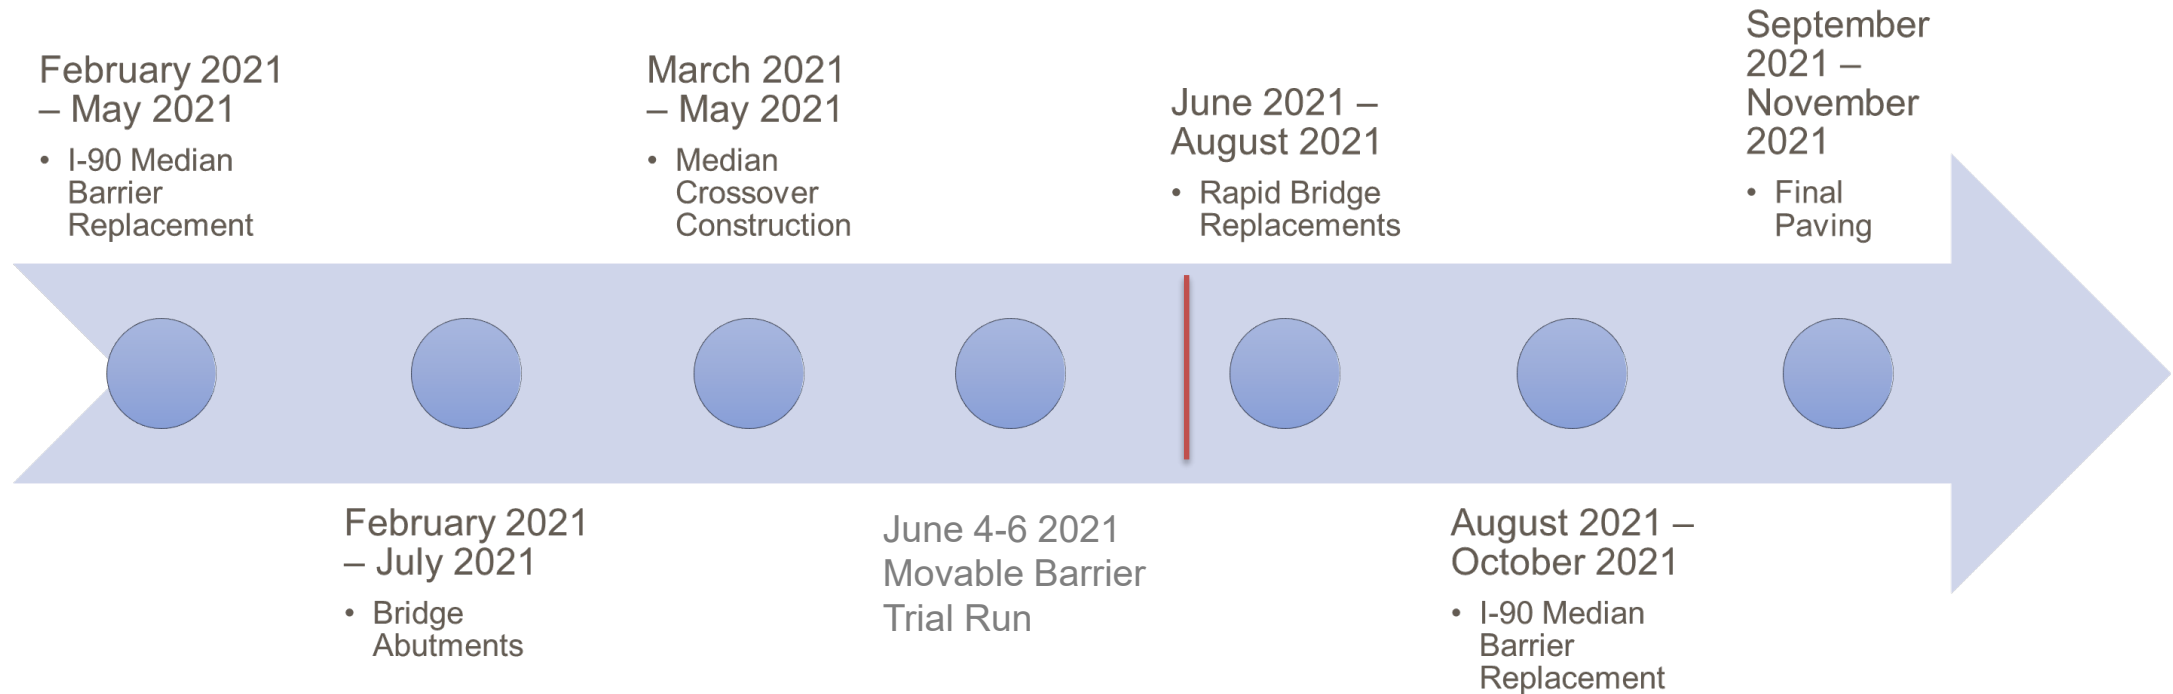 February 2021
– May 2021
• I-90 Median
Barrier
Replacement
February 2021
– July 2021
• Bridge
Abutments
March 2021
– May 2021
• Median
Crossover
Construction
June 4-6 2021
Movable Barrier
Trial Run
June 2021 –
August 2021
• Rapid Bridge
Replacements
August 2021 –
October 2021
• I-90 Median
Barrier
Replacement
September
2021 –
November
2021
• Final
Paving